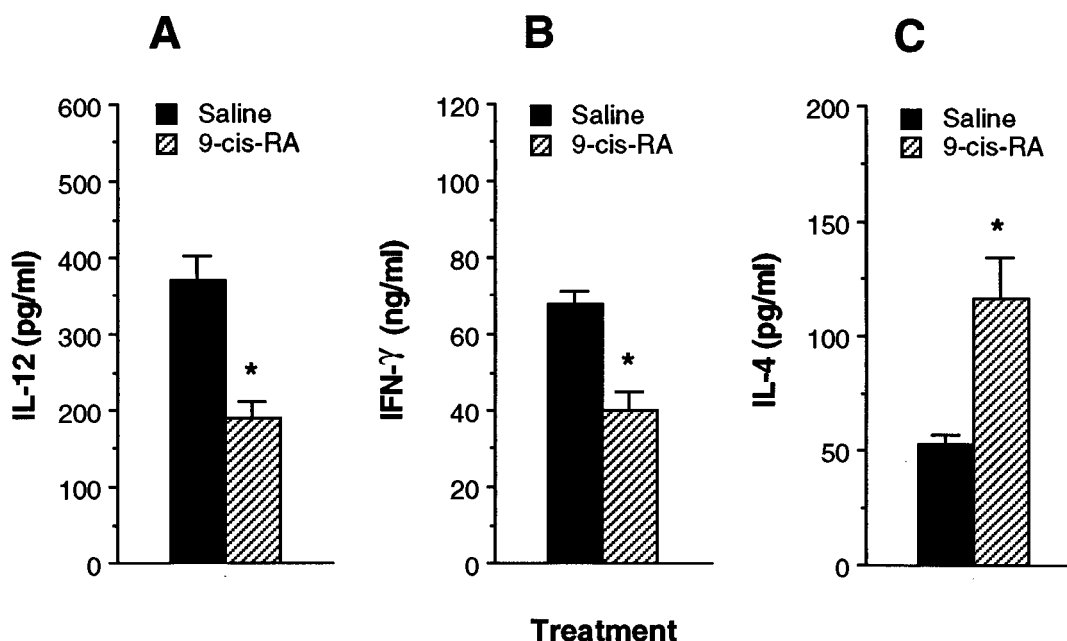 A
B
C
Saline
9-cis-RA
600
500
400
300
200
100
0
IL-12 (pg/ml)
*
Saline
9-cis-RA
120
100
80
60
40
20
0
IFN-γ (ng/ml)
*
Saline
9-cis-RA
200
150
100
50
0
IL-4 (pg/ml)
*
Treatment